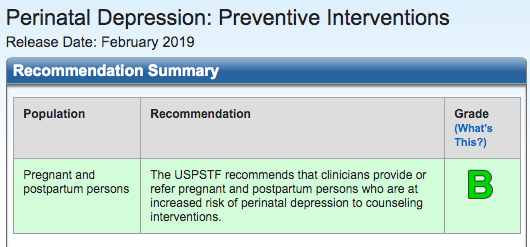 Perinatal Depression: Preventive Interventions
Release Date: February 2019
Recommendation Summary
Population
Recommendation
Grade
(What's
This?)
Pregnant and
postpartum persons
The USPSTF recommends that clinicians provide or
refer pregnant and postpartum persons who are at
increased risk of perinatal depression to counseling
interventions.
B